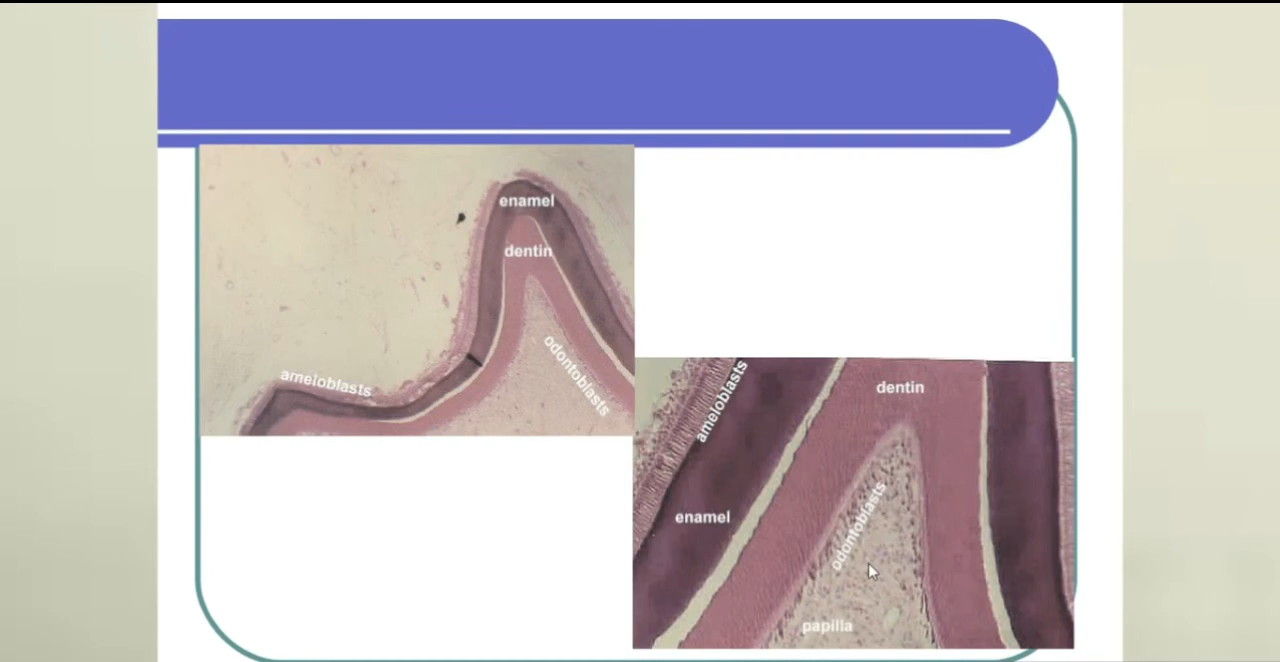 enamel
dentin
odontoblasts
ameloblasts
ameloblasts
dentin
enamel
odontoblasts
papilla